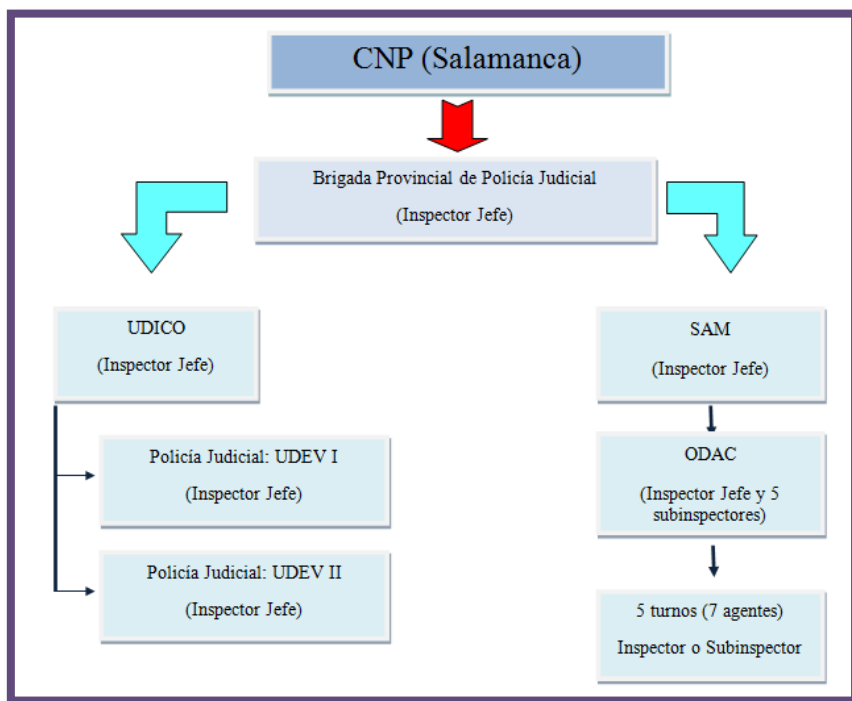 CNP (Salamanca)
Brigada Provincial de Policía Judicial
(Inspector Jefe)
UDICO
(Inspector Jefe)
Policía Judicial: UDEV I
(Inspector Jefe)
Policía Judicial: UDEV II
(Inspector Jefe)
SAM
(Inspector Jefe)
ODAC
(Inspector Jefe y 5
subinspectores)
5 turnos (7 agentes)
Inspector o Subinspector